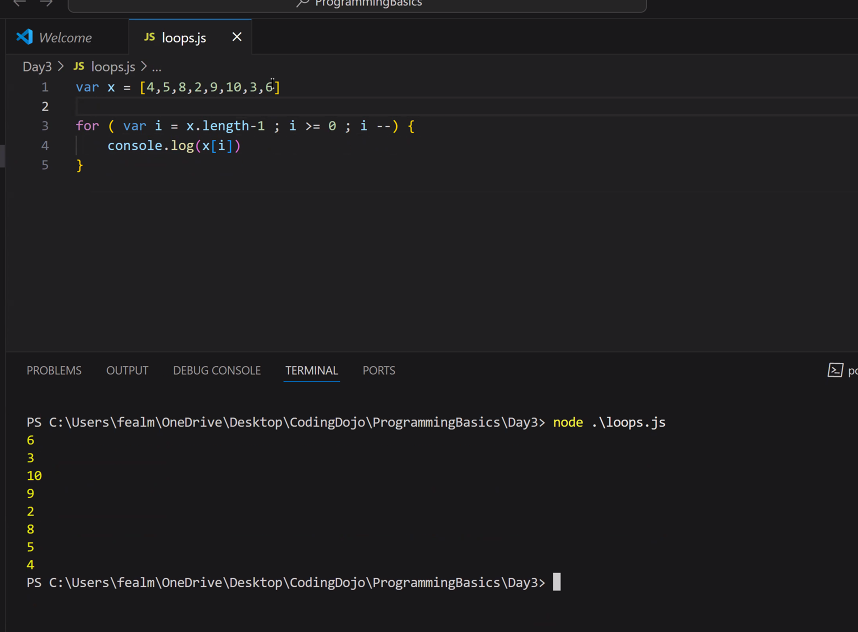 ProgrammingBasics
Welcome
JS loops.js
Day3 > JS loops.js > ...
1 var x = [4,5,8,2,9,10,3,6]
2
3 for ( var i = x.length-1 ; i >= 0 ; i --) {
4 console.log(x[i])
5 }
PROBLEMS OUTPUT DEBUG CONSOLE TERMINAL PORTS
PS C:\Users\fealm\OneDrive\Desktop\CodingDojo\ProgrammingBasics\Day3> node .\loops.js
6
3
10
9
2
8
5
4
PS C:\Users\fealm\OneDrive\Desktop\CodingDojo\ProgrammingBasics\Day3>